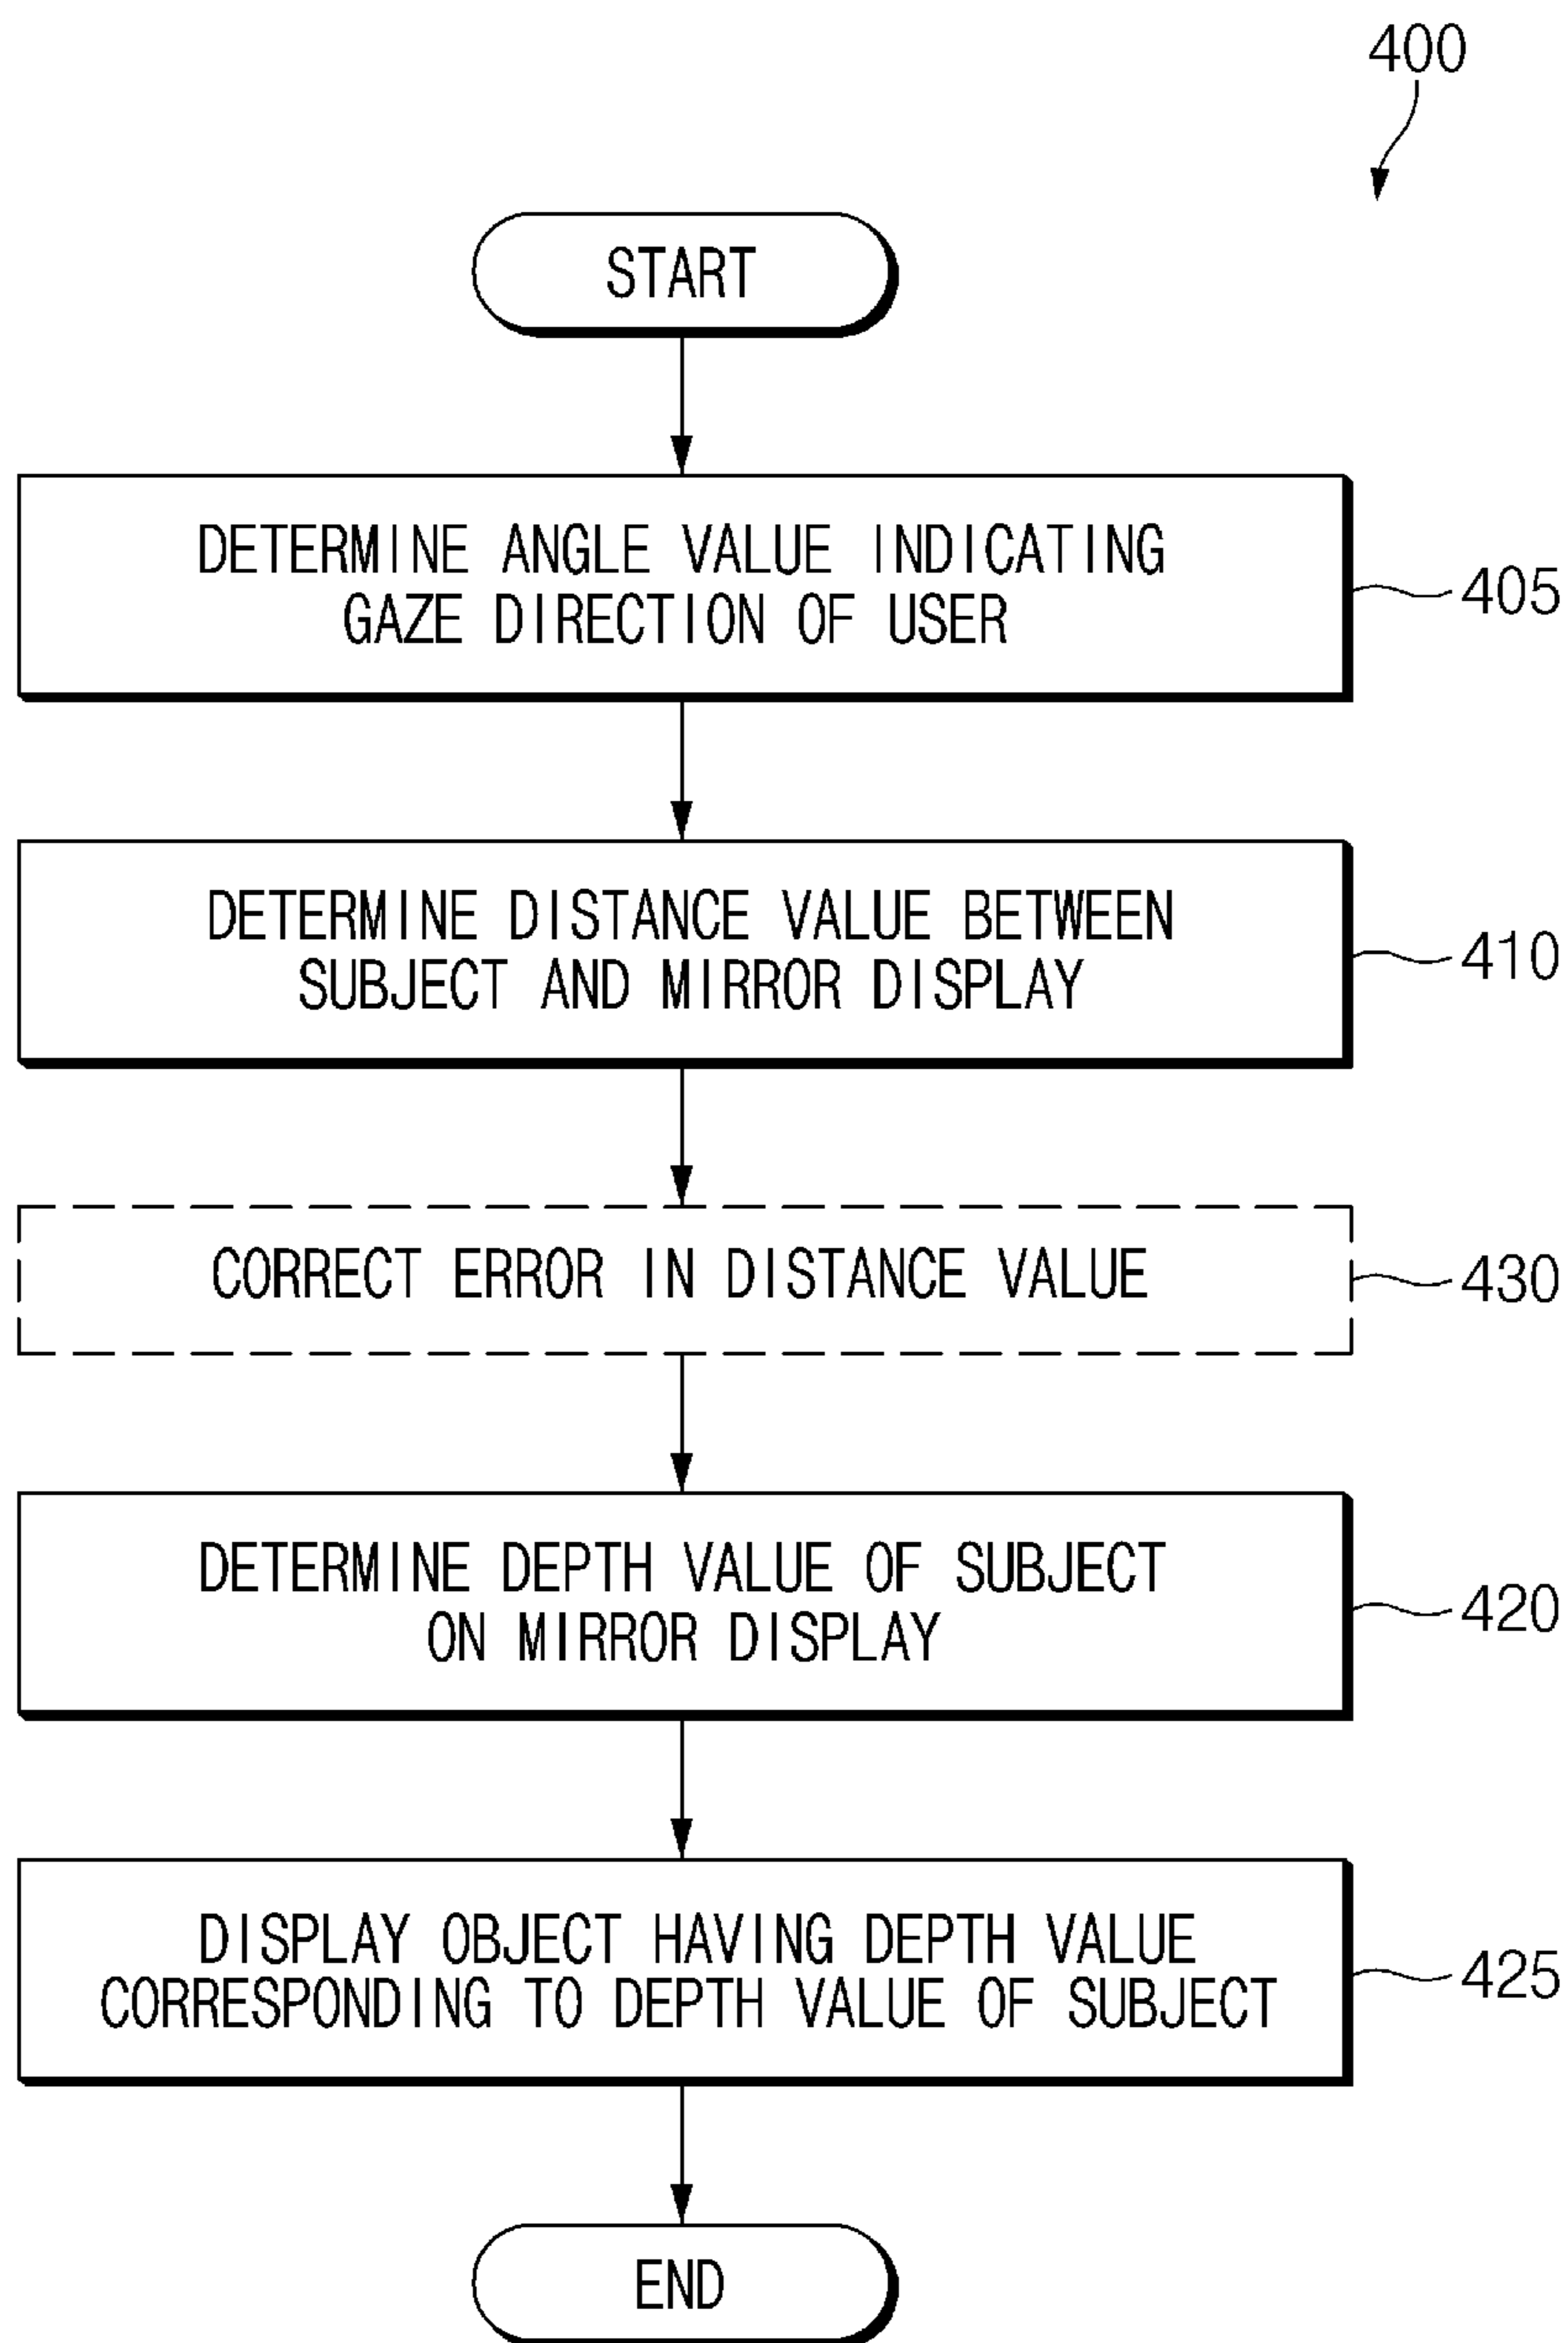 400
START
DETERMINE ANGLE VALUE INDICATING
GAZE DIRECTION OF USER
405
DETERMINE DISTANCE VALUE BETWEEN
SUBJECT AND MIRROR DISPLAY
410
CORRECT ERROR IN DISTANCE VALUE
430
DETERMINE DEPTH VALUE OF SUBJECT
ON MIRROR DISPLAY
420
DISPLAY OBJECT HAVING DEPTH VALUE
CORRESPONDING TO DEPTH VALUE OF SUBJECT
425
END